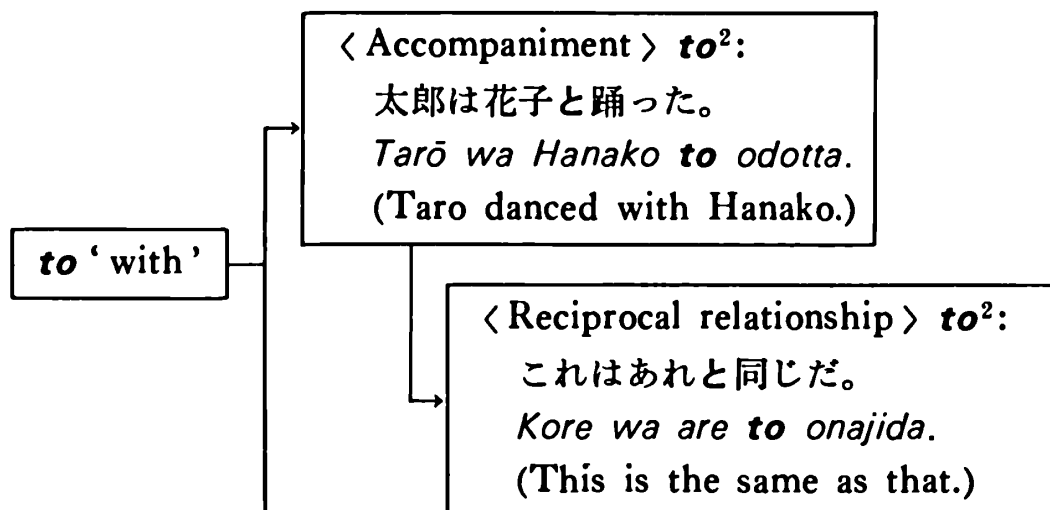 to ‘with’
〈Accompaniment〉 to²:
太郎は花子と踊った。
Tarō wa Hanako to odotta.
(Taro danced with Hanako.)
〈Reciprocal relationship〉 to²:
これはあれと同じだ。
Kore wa are to onajida.
(This is the same as that.)